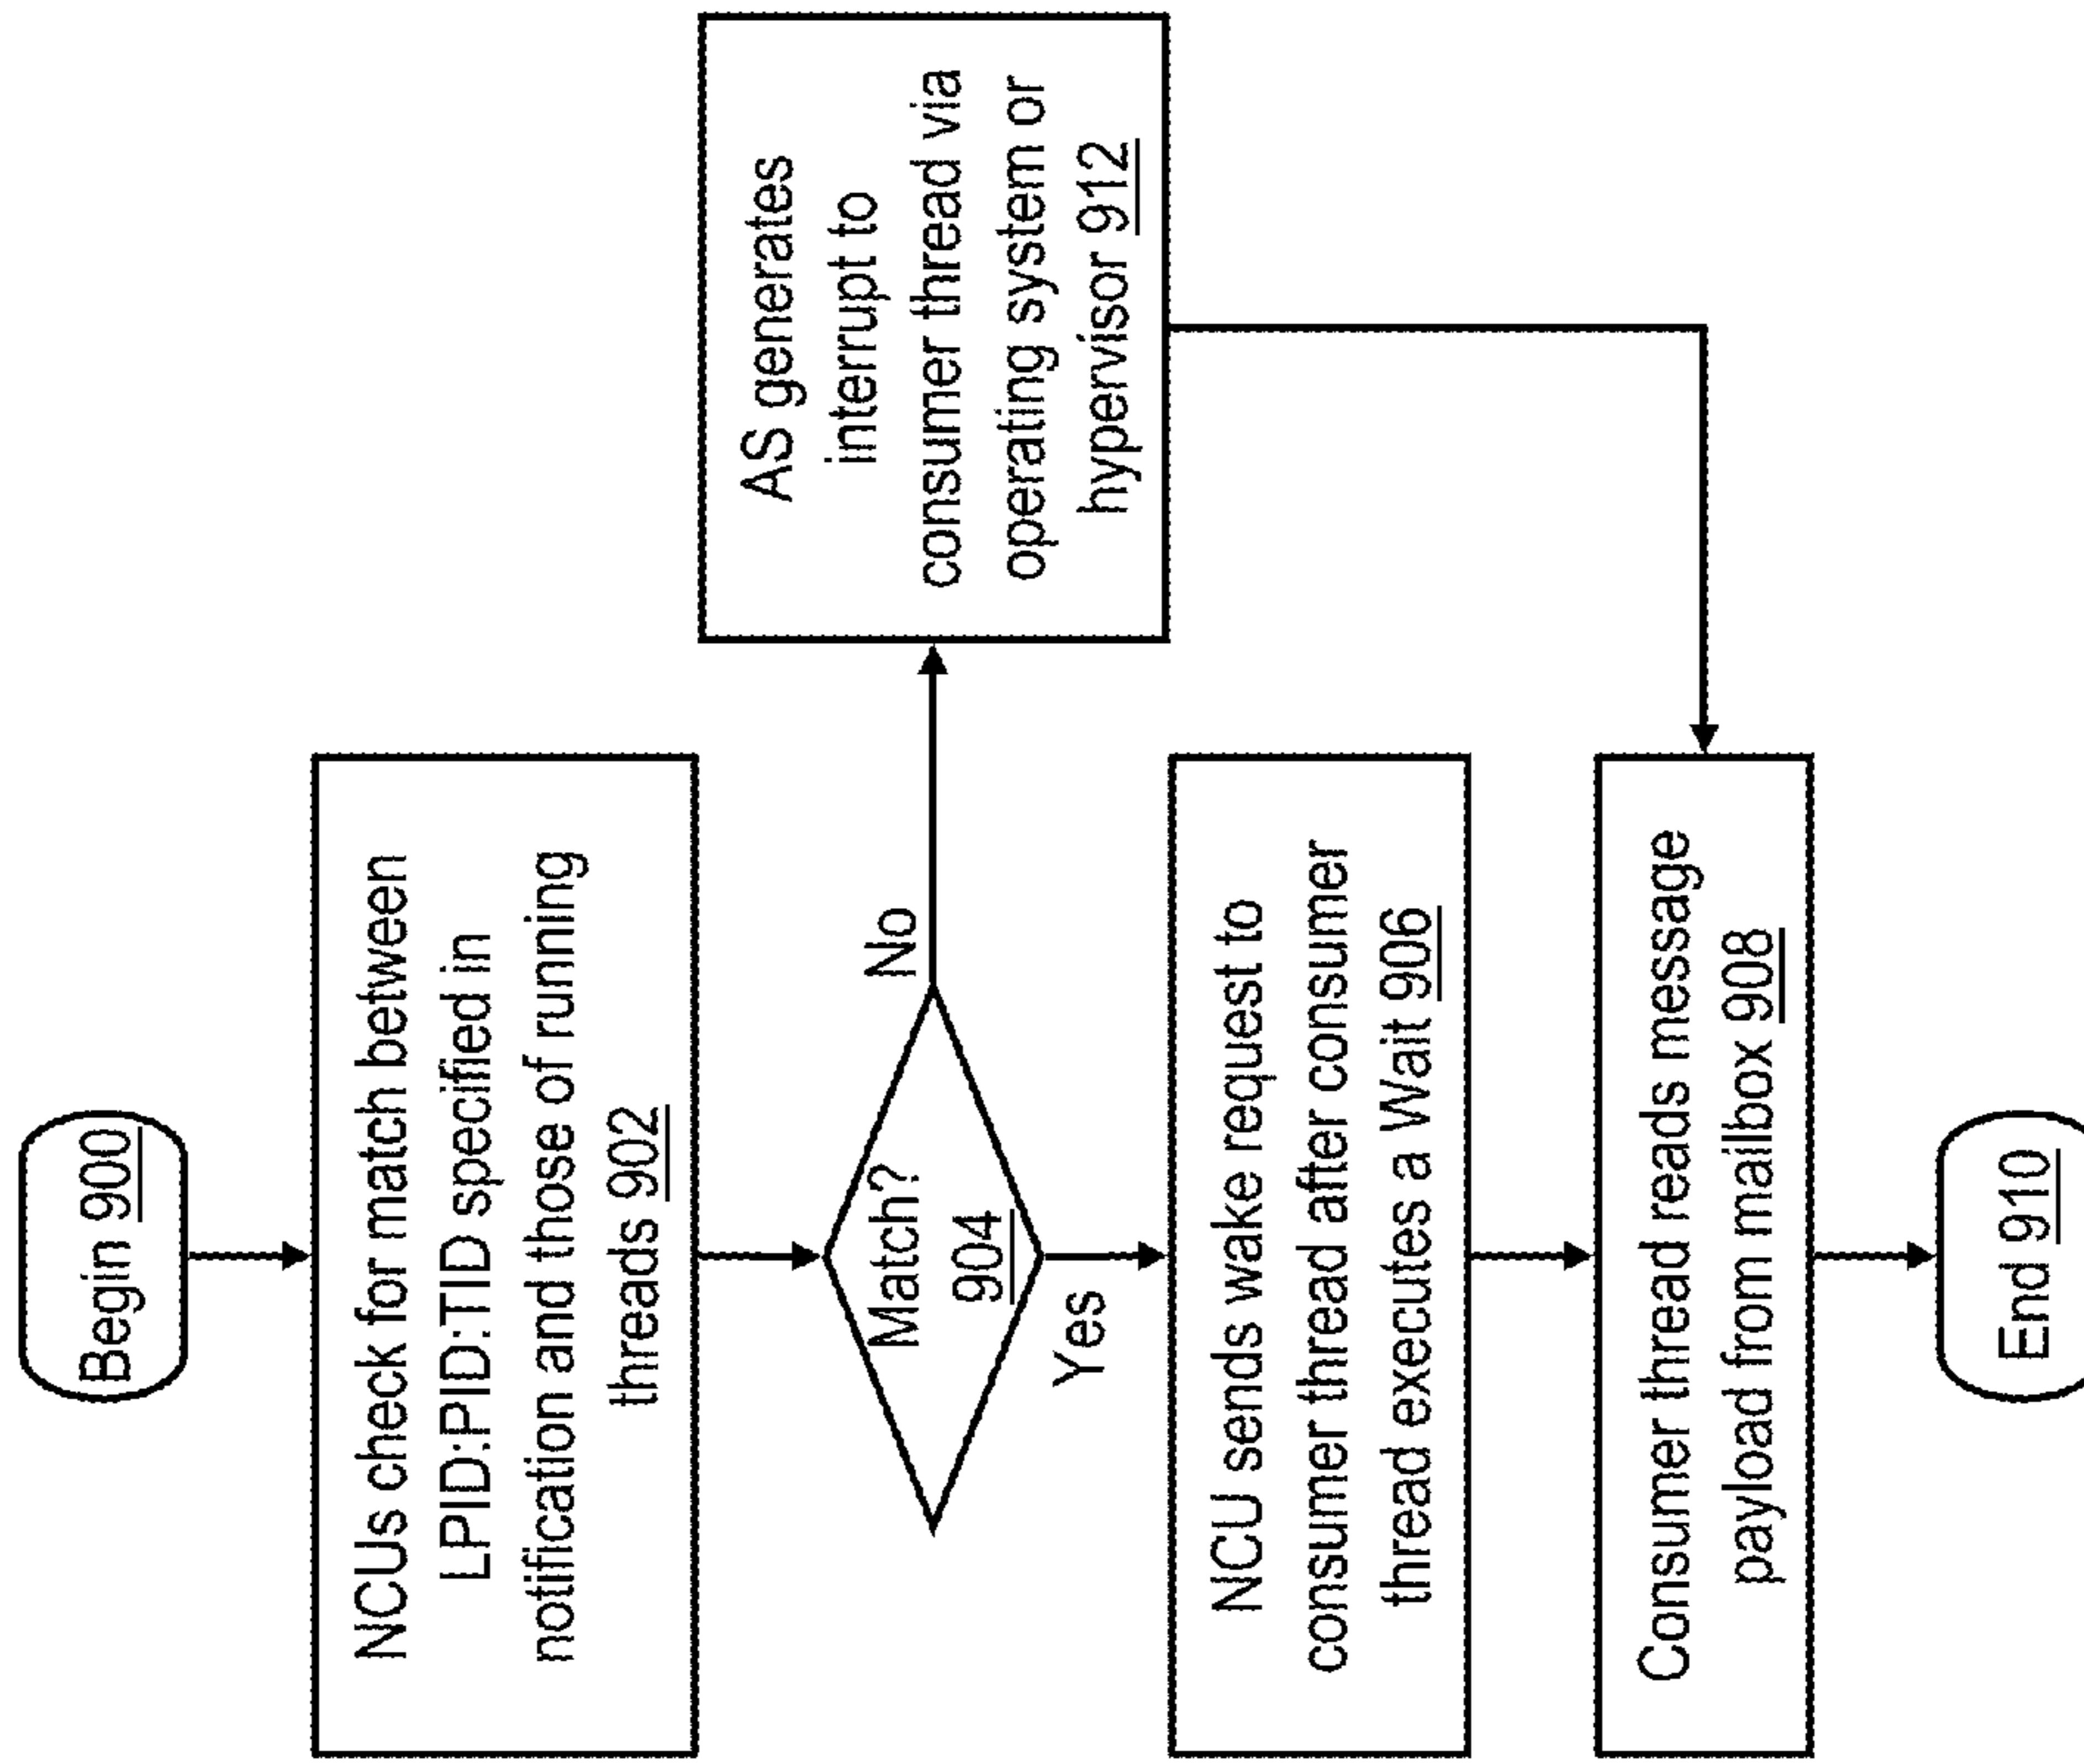 Begin 900
NCUs check for match between
LPID:PID:TID specified in
notification and those of running
threads 902
Match?
904
No
Yes
AS generates
interrupt to
consumer thread via
operating system or
hypervisor 912
NCU sends wake request to
consumer thread after consumer
thread executes a Wait 906
Consumer thread reads message
payload from mailbox 908
End 910